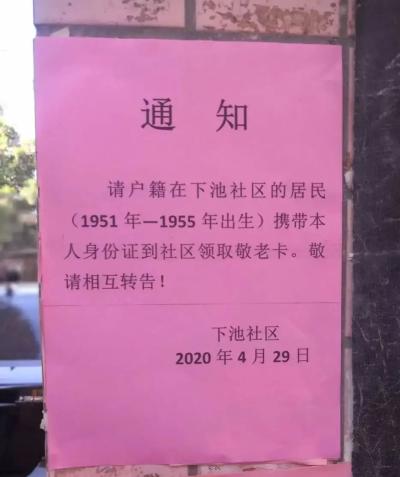 通 知
请户籍在下池社区的居民
（1951 年—1955 年出生）携带本
人身份证到社区领取敬老卡。敬
请相互转告！
下池社区
2020 年 4 月 29 日